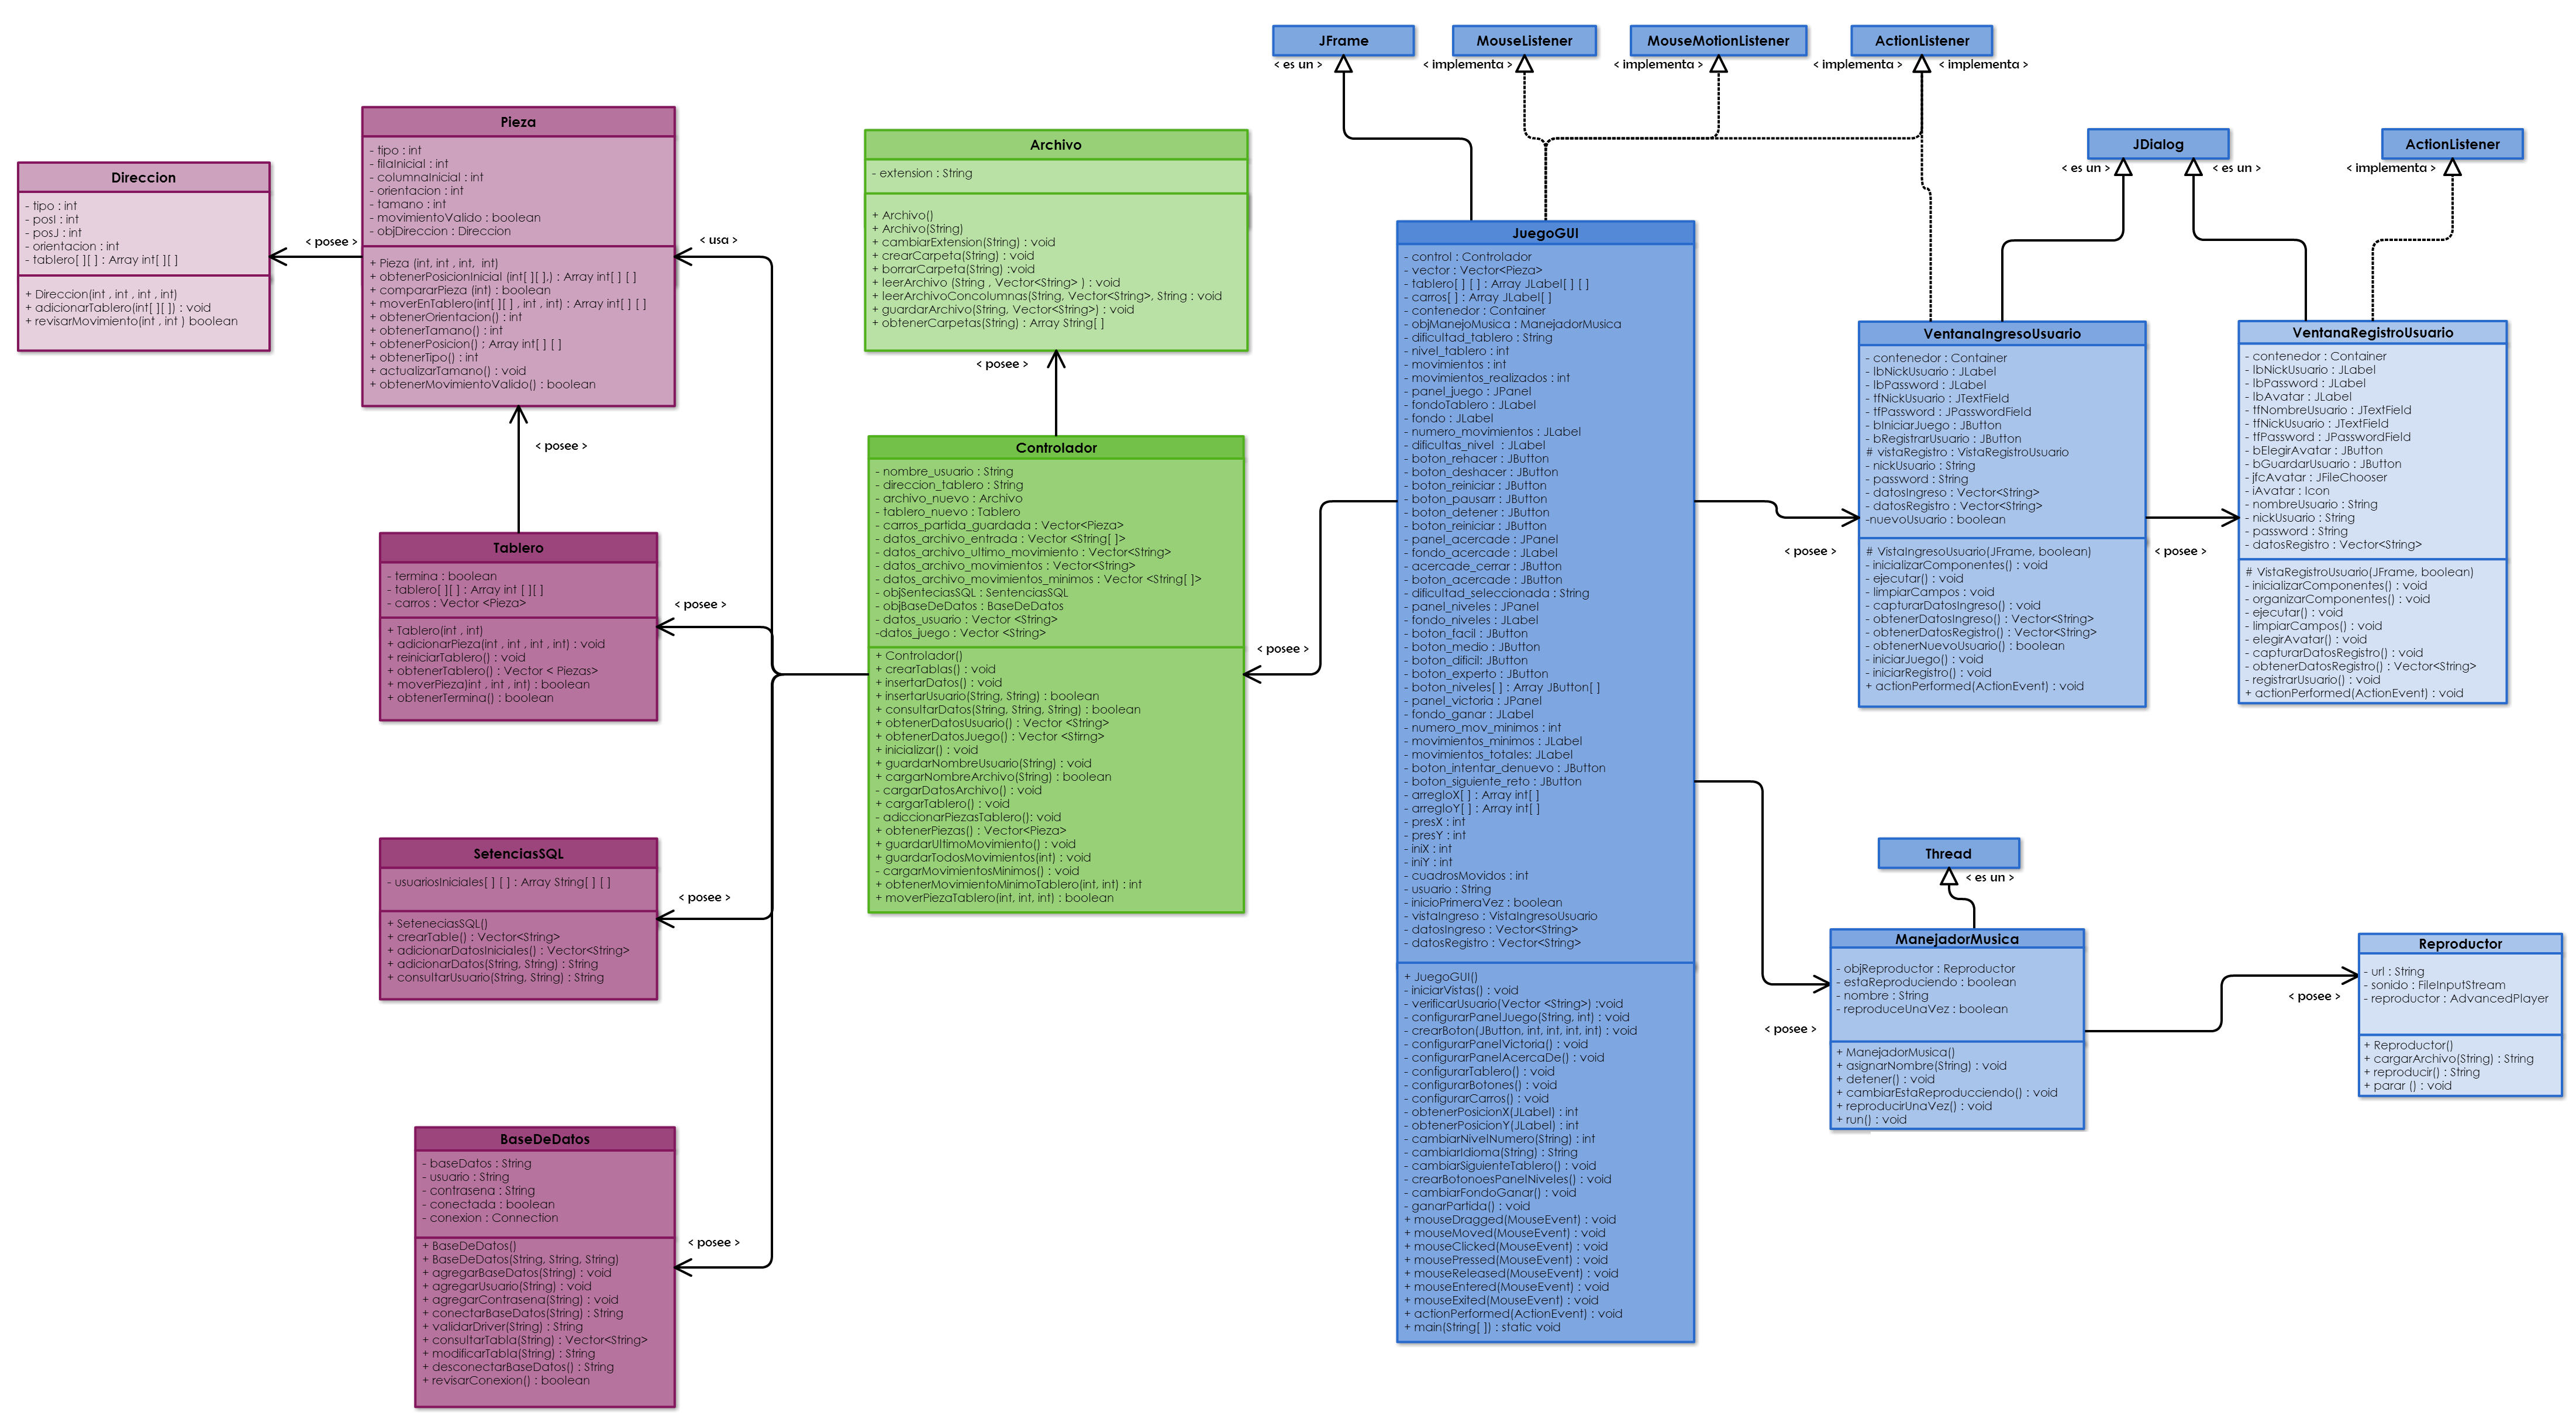 JFrame
MouseListener
MouseMotionListener
ActionListener
< es un >
< implementa >
< implementa >
< implementa >
< implementa >
JDialog
ActionListener
< es un >
< es un >
< implementa >
Direccion
- tipo : int
- posI : int
- posJ : int
- orientacion : int
- tablero[ ][ ] : Array int[ ][ ]
+ Direccion(int , int , int , int)
+ adicionarTablero(int[ ][ ]) : void
+ revisarMovimiento(int , int ) boolean
< posee >
Pieza
- tipo : int
- filaInicial : int
- columnaInicial : int
- orientacion : int
- tamano : int
- movimientoValido : boolean
- objDireccion : Direccion
+ Pieza (int, int , int,  int)
+ obtenerPosicionInicial (int[ ][ ],) : Array int[ ] [ ]
+ compararPieza (int) : boolean
+ moverEnTablero(int[ ][ ] , int , int) : Array int[ ] [ ]
+ obtenerOrientacion() : int
+ obtenerTamano() : int
+ obtenerPosicion() ; Array int[ ] [ ]
+ obtenerTipo() : int
+ actualizarTamano() : void
+ obtenerMovimientoValido() : boolean
< usa >
< posee >
Tablero
- termina : boolean
- tablero[ ][ ] : Array int [ ][ ]
- carros : Vector <Pieza>
+ Tablero(int , int)
+ adicionarPieza(int , int , int , int) : void
+ reiniciarTablero() : void
+ obtenerTablero() : Vector < Piezas>
+ moverPieza)int , int , int) : boolean
+ obtenerTermina() : boolean
< posee >
SetenciasSQL
- usuariosIniciales[ ] [ ] : Array String[ ] [ ]
+ SeteneciasSQL()
+ crearTable() : Vector<String>
+ adicionarDatosIniciales() : Vector<String>
+ adicionarDatos(String, String) : String
+ consultarUsuario(String, String) : String
< posee >
BaseDeDatos
- baseDatos : String
- usuario : String
- contrasena : String
- conectada : boolean
- conexion : Connection
+ BaseDeDatos()
+ BaseDeDatos(String, String, String)
+ agregarBaseDatos(String) : void
+ agregarUsuario(String) : void
+ agregarContrasena(String) : void
+ conectarBaseDatos(String) : String
+ validarDriver(String) : String
+ consultarTabla(String) : Vector<String>
+ modificarTabla(String) : String
+ desconectarBaseDatos() : String
+ revisarConexion() : boolean
< posee >
Archivo
- extension : String
+ Archivo()
+ Archivo(String)
+ cambiarExtension(String) : void
+ crearCarpeta(String) : void
+ borrarCarpeta(String) :void
+ leerArchivo (String , Vector<String> ) : void
+ leerArchivoConcolumnas(String, Vector<String>, String : void
+ guardarArchivo(String, Vector<String>) : void
+ obtenerCarpetas(String) : Array String[ ]
< posee >
Controlador
- nombre_usuario : String
- direccion_tablero : String
- archivo_nuevo : Archivo
- tablero_nuevo : Tablero
- carros_partida_guardada : Vector<Pieza>
- datos_archivo_entrada : Vector <String[ ]>
- datos_archivo_ultimo_movimiento : Vector<String>
- datos_archivo_movimientos : Vector<String>
- datos_archivo_movimientos_minimos : Vector <String[ ]>
- objSenteciasSQL : SentenciasSQL
- objBaseDeDatos : BaseDeDatos
- datos_usuario : Vector <String>
-datos_juego : Vector <String>
+ Controlador()
+ crearTablas() : void
+ insertarDatos() : void
+ insertarUsuario(String, String) : boolean
+ consultarDatos(String, String, String) : boolean
+ obtenerDatosUsuario() : Vector <String>
+ obtenerDatosJuego() : Vector <Stirng>
+ inicializar() : void
+ guardarNombreUsuario(String) : void
+ cargarNombreArchivo(String) : boolean
- cargarDatosArchivo() : void
+ cargarTablero() : void
- adiccionarPiezasTablero(): void
+ obtenerPiezas() : Vector<Pieza>
+ guardarUltimoMovimiento() : void
+ guardarTodosMovimientos(int) : void
- cargarMovimientosMinimos() : void
+ obtenerMovimientoMinimoTablero(int, int) : int
+ moverPiezaTablero(int, int, int) : boolean
< posee >
JuegoGUI
- control : Controlador
- vector : Vector<Pieza>
- tablero[ ] [ ] : Array JLabel[ ] [ ]
- carros[ ] : Array JLabel[ ]
- contenedor : Container
- objManejoMusica : ManejadorMusica
- dificultad_tablero : String
- nivel_tablero : int
- movimientos : int
- movimientos_realizados : int
- panel_juego : JPanel
- fondoTablero : JLabel
- fondo : JLabel
- numero_movimientos : JLabel
- dificultas_nivel  : JLabel
- boton_rehacer : JButton
- boton_deshacer : JButton
- boton_reiniciar : JButton
- boton_pausarr : JButton
- boton_detener : JButton
- boton_reiniciar : JButton
- panel_acercade : JPanel
- fondo_acercade : JLabel
- acercade_cerrar : JButton
- boton_acercade : JButton
- dificultad_seleccionada : String
- panel_niveles : JPanel
- fondo_niveles : JLabel
- boton_facil : JButton
- boton_medio : JButton
- boton_dificil: JButton
- boton_experto : JButton
- boton_niveles[ ] : Array JButton[ ]
- panel_victoria : JPanel
- fondo_ganar : JLabel
- numero_mov_minimos : int
- movimientos_minimos : JLabel
- movimientos_totales: JLabel
- boton_intentar_denuevo : JButton
- boton_siguiente_reto : JButton
- arregloX[ ] : Array int[ ]
- arregloY[ ] : Array int[ ]
- presX : int
- presY : int
- iniX : int
- iniY : int
- cuadrosMovidos : int
- usuario : String
- inicioPrimeraVez : boolean
- vistaIngreso : VistaIngresoUsuario
- datosIngreso : Vector<String>
- datosRegistro : Vector<String>
+ JuegoGUI()
- iniciarVistas() : void
- verificarUsuario(Vector <String>) :void
- configurarPanelJuego(String, int) : void
- crearBoton(JButton, int, int, int, int) : void
- configurarPanelVictoria() : void
- configurarPanelAcercaDe() : void
- configurarTablero() : void
- configurarBotones() : void
- configurarCarros() : void
- obtenerPosicionX(JLabel) : int
- obtenerPosicionY(JLabel) : int
- cambiarNivelNumero(String) : int
- cambiarIdioma(String) : String
- cambiarSiguienteTablero() : void
- crearBotonoesPanelNiveles() : void
- cambiarFondoGanar() : void
- ganarPartida() : void
+ mouseDragged(MouseEvent) : void
+ mouseMoved(MouseEvent) : void
+ mouseClicked(MouseEvent) : void
+ mousePressed(MouseEvent) : void
+ mouseReleased(MouseEvent) : void
+ mouseEntered(MouseEvent) : void
+ mouseExited(MouseEvent) : void
+ actionPerformed(ActionEvent) : void
+ main(String[ ]) : static void
< posee >
VentanaIngresoUsuario
- contenedor : Container
- lbNickUsuario : JLabel
- lbPassword : JLabel
- tfNickUsuario : JTextField
- tfPassword : JPasswordField
- bIniciarJuego : JButton
- bRegistrarUsuario : JButton
# vistaRegistro : VistaRegistroUsuario
- nickUsuario : String
- password : String
- datosIngreso : Vector<String>
- datosRegistro : Vector<String>
-nuevoUsuario : boolean
# VistaIngresoUsuario(JFrame, boolean)
- inicializarComponentes() : void
- ejecutar() : void
- limpiarCampos : void
- capturarDatosIngreso() : void
- obtenerDatosIngreso() : Vector<String>
- obtenerDatosRegistro() : Vector<String>
- obtenerNuevoUsuario() : boolean
- iniciarJuego() : void
- iniciarRegistro() : void
+ actionPerformed(ActionEvent) : void
< posee >
VentanaRegistroUsuario
- contenedor : Container
- lbNickUsuario : JLabel
- lbPassword : JLabel
- lbAvatar : JLabel
- tfNombreUsuario : JTextField
- tfNickUsuario : JTextField
- tfPassword : JPasswordField
- bElegirAvatar : JButton
- bGuardarUsuario : JButton
- jfcAvatar : JFileChooser
- iAvatar : Icon
- nombreUsuario : String
- nickUsuario : String
- password : String
- datosRegistro : Vector<String>
# VistaRegistroUsuario(JFrame, boolean)
- inicializarComponentes() : void
- organizarComponentes() : void
- ejecutar() : void
- limpiarCampos() : void
- elegirAvatar() : void
- capturarDatosRegistro() : void
- obtenerDatosRegistro() : Vector<String>
- registrarUsuario() : void
+ actionPerformed(ActionEvent) : void
Thread
< es un >
< posee >
ManejadorMusica
- objReproductor : Reproductor
- estaReproduciendo : boolean
- nombre : String
- reproduceUnaVez : boolean
+ ManejadorMusica()
+ asignarNombre(String) : void
+ detener() : void
+ cambiarEstaReproducciendo() : void
+ reproducirUnaVez() : void
+ run() : void
< posee >
Reproductor
- url : String
- sonido : FileInputStream
- reproductor : AdvancedPlayer
+ Reproductor()
+ cargarArchivo(String) : String
+ reproducir() : String
+ parar () : void